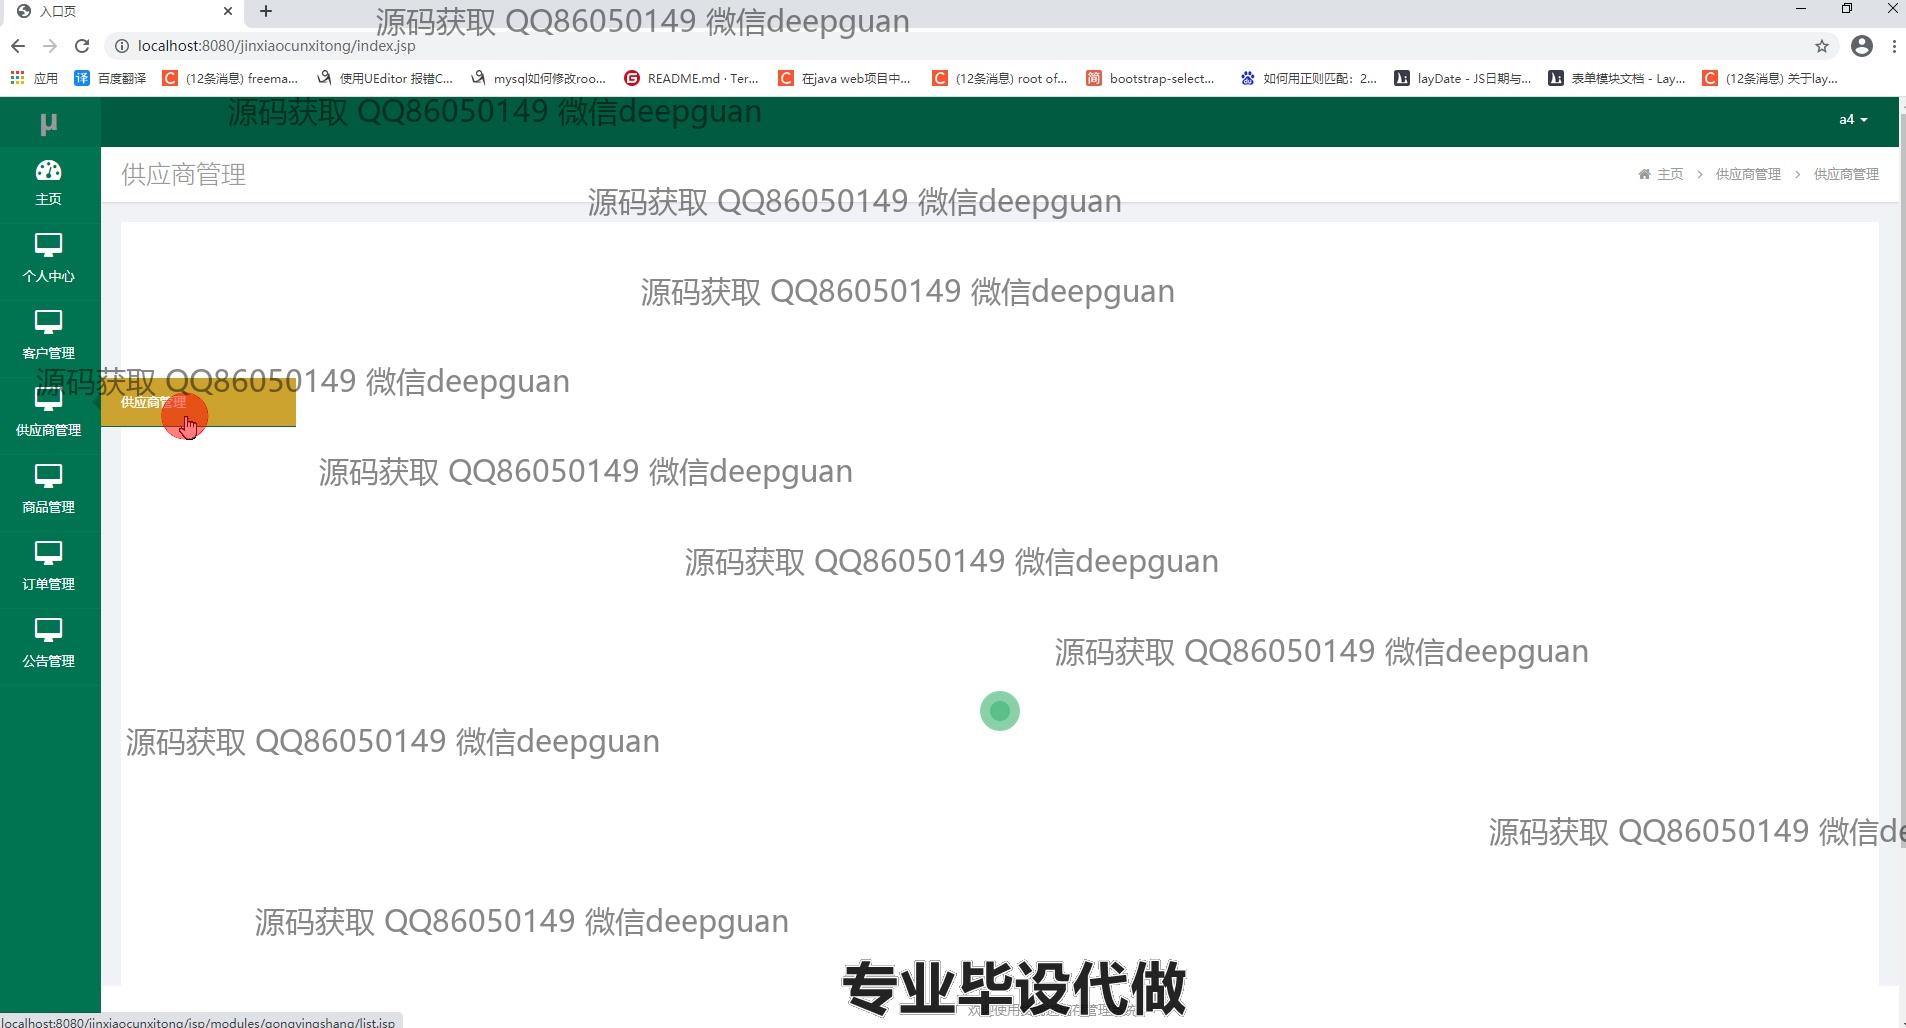 入口页
源码获取 QQ86050149 微信deepguan
localhost:8080/jinxiaocunxitong/index.jsp
应用 百度翻译 (12条消息) freema... 使用UEditor 报错C... mysql如何修改roo... README.md · Ter... 在java web项目中... (12条消息) root of... bootstrap-select... 如何用正则匹配：2... layDate - JS日期与... 表单模块文档 - Lay... (12条消息) 关于lay...
源码获取 QQ86050149 微信deepguan
μ
a4
主页
供应商管理
主页 > 供应商管理 > 供应商管理
源码获取 QQ86050149 微信deepguan
个人中心
源码获取 QQ86050149 微信deepguan
客户管理
源码获取 QQ86050149 微信deepguan
供应商管理
供应商管理
源码获取 QQ86050149 微信deepguan
商品管理
源码获取 QQ86050149 微信deepguan
订单管理
源码获取 QQ86050149 微信deepguan
公告管理
源码获取 QQ86050149 微信deepguan
源码获取 QQ86050149 微信de
源码获取 QQ86050149 微信deepguan
专业毕设代做
localhost:8080/jinxiaocunxitong/jsp/modules/gongyingshang/list.jsp